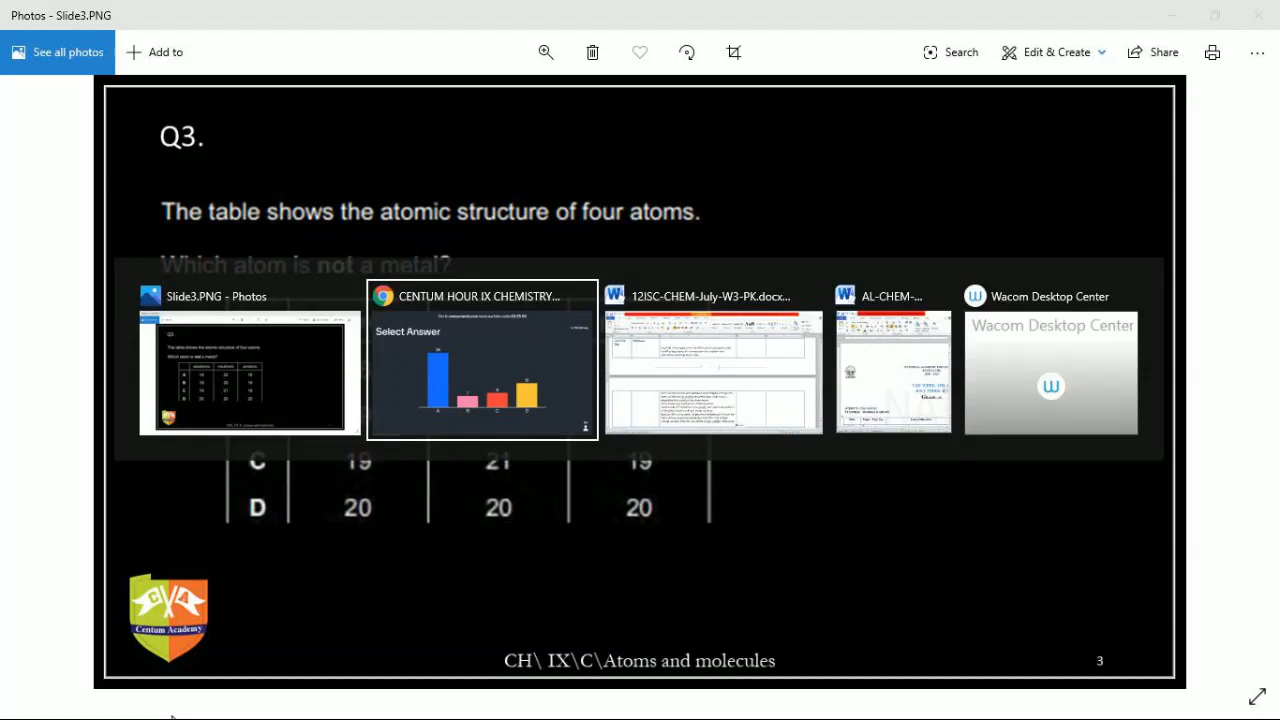 Photos - Slide3.PNG
See all photos
Add to
Search
Edit & Create
Share
Q3.
The table shows the atomic structure of four atoms.
Which atom is not a metal?
Slide3.PNG - Photos
CENTUM HOUR IX CHEMISTRY...
12ISC-CHEM-July-W3-PK.docx...
AL-CHEM-...
Wacom Desktop Center
Select Answer
Wacom Desktop Center
C 19 21 19
D 20 20 20
C A
Centum Academy
CH\ IX\C\Atoms and molecules
3